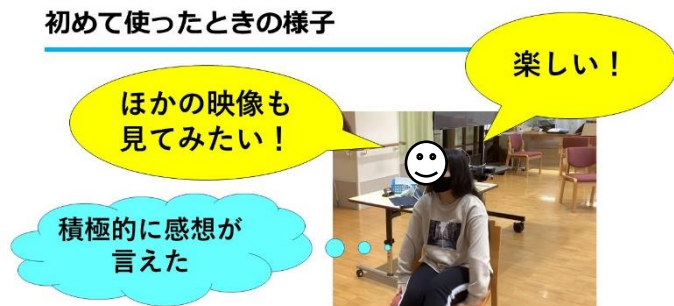 初めて使ったときの様子
楽しい！
ほかの映像も
見てみたい！
積極的に感想が
言えた